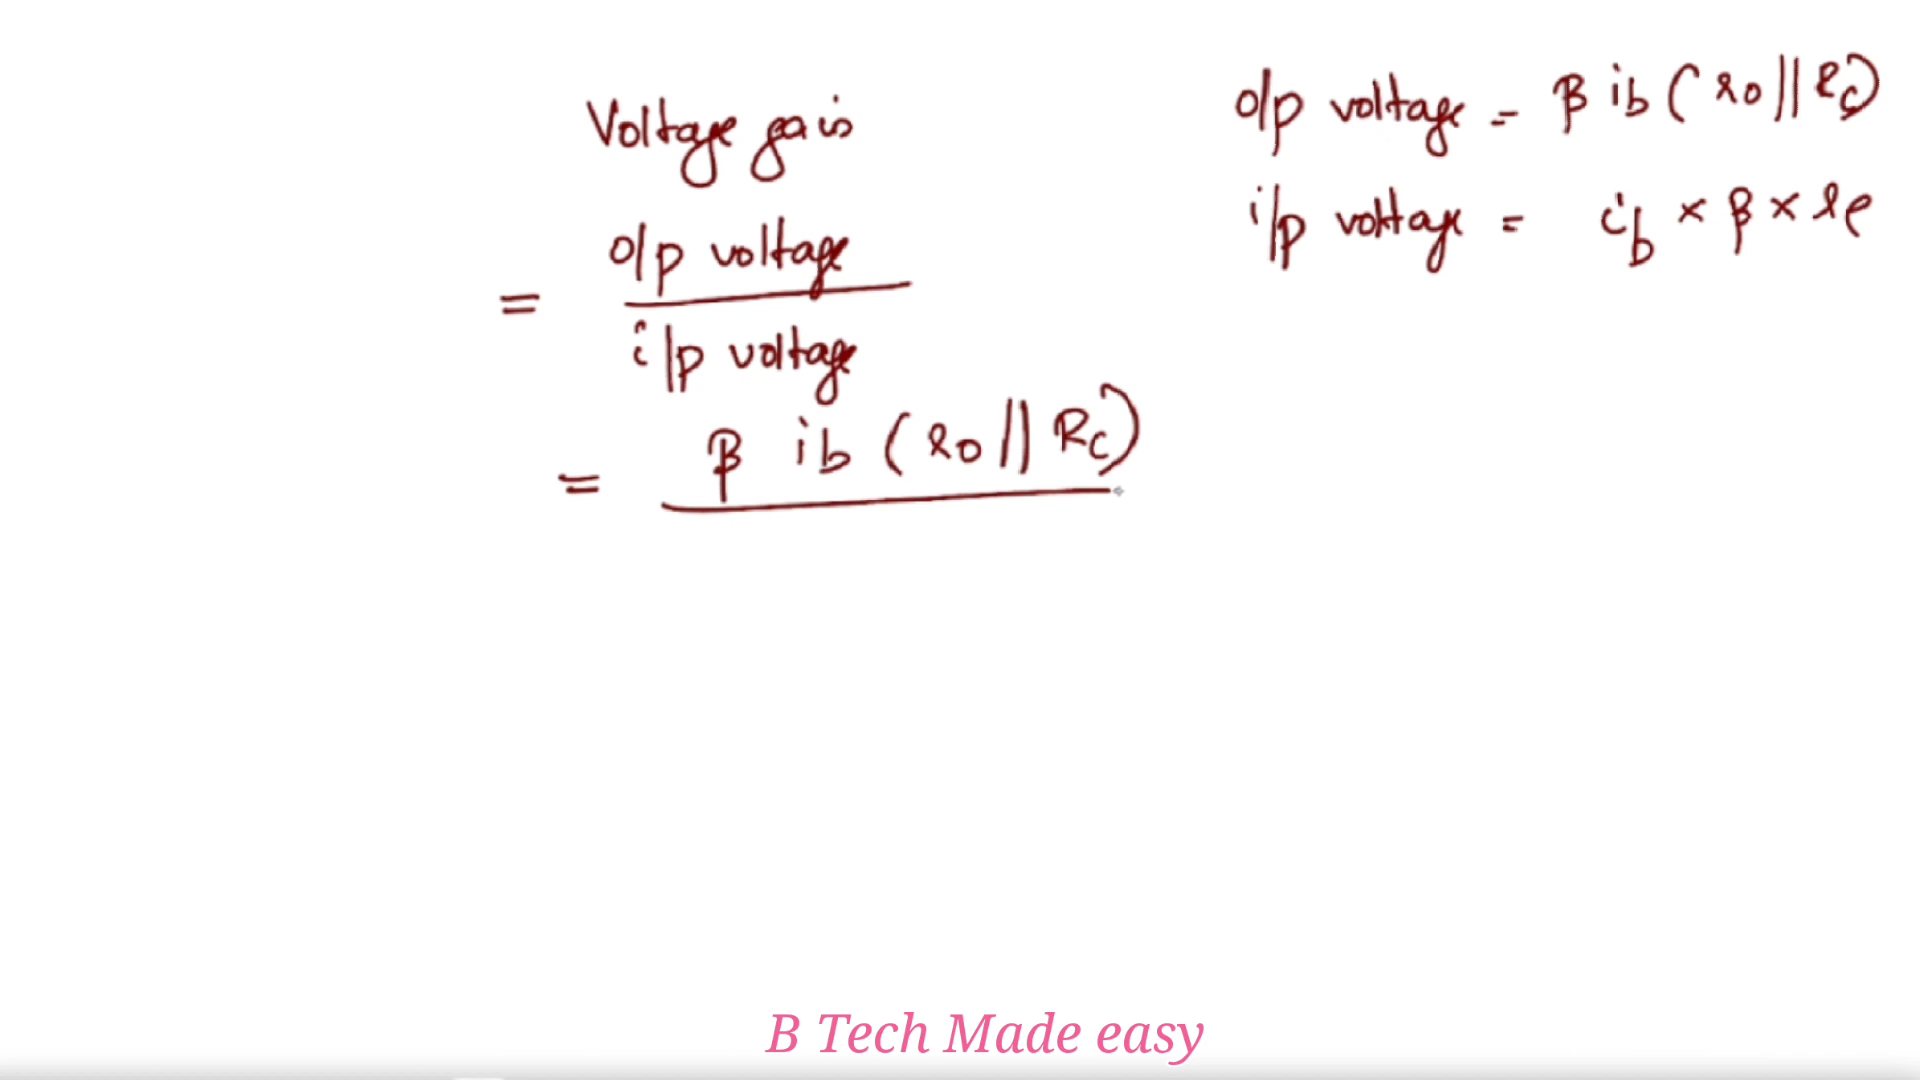 Voltage gain
= o/p voltage
i/p voltage
= β ib (ro || Rc)
o/p voltage = β ib (ro || Rc)
i/p voltage = ib × β × re
B Tech Made easy